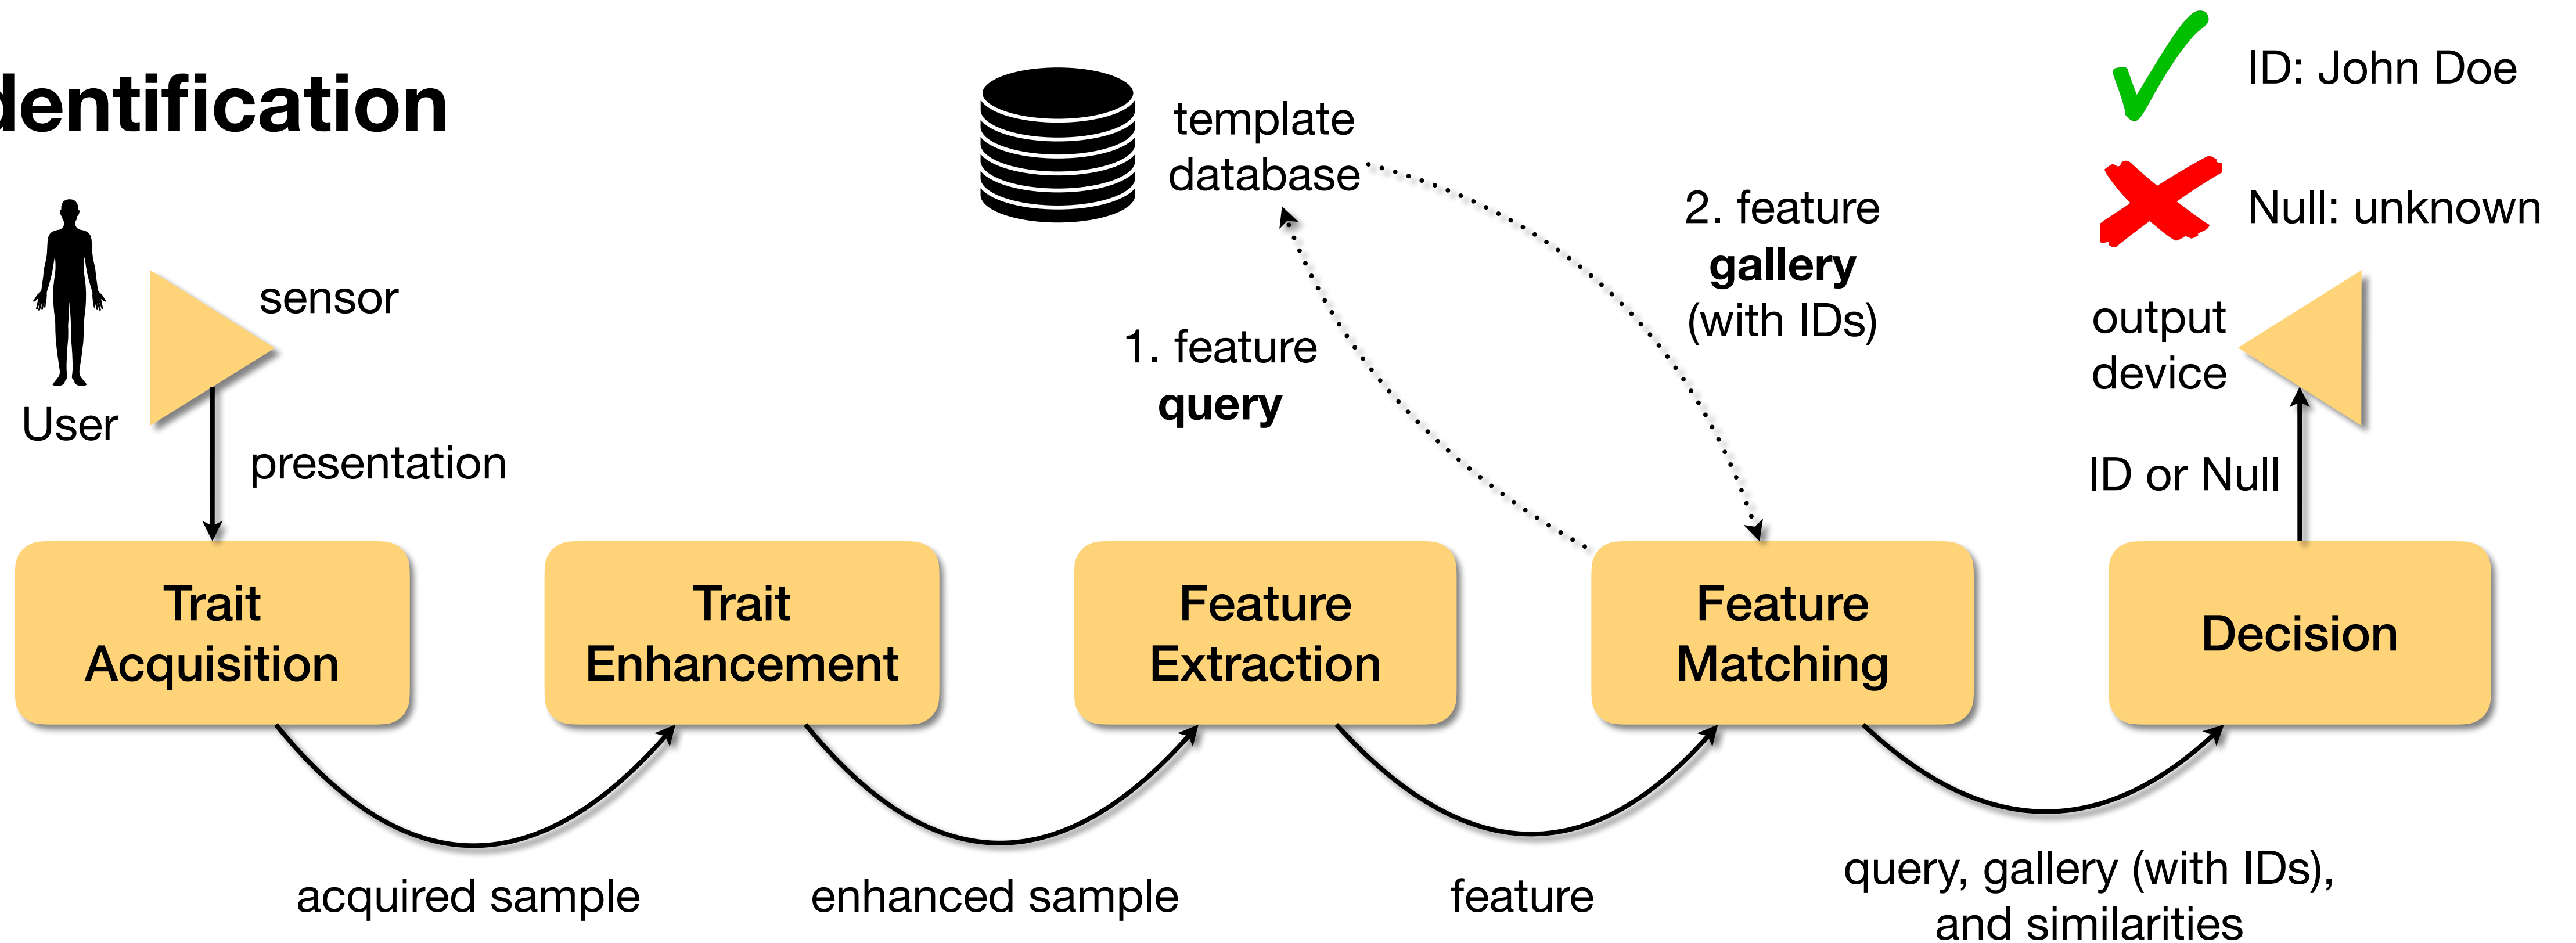 dentification
User
sensor
presentation
template
database
1. feature
query
2. feature
gallery
(with IDs)
ID: John Doe
Null: unknown
output
device
ID or Null
Trait
Acquisition
Trait
Enhancement
Feature
Extraction
Feature
Matching
Decision
acquired sample
enhanced sample
feature
query, gallery (with IDs),
and similarities